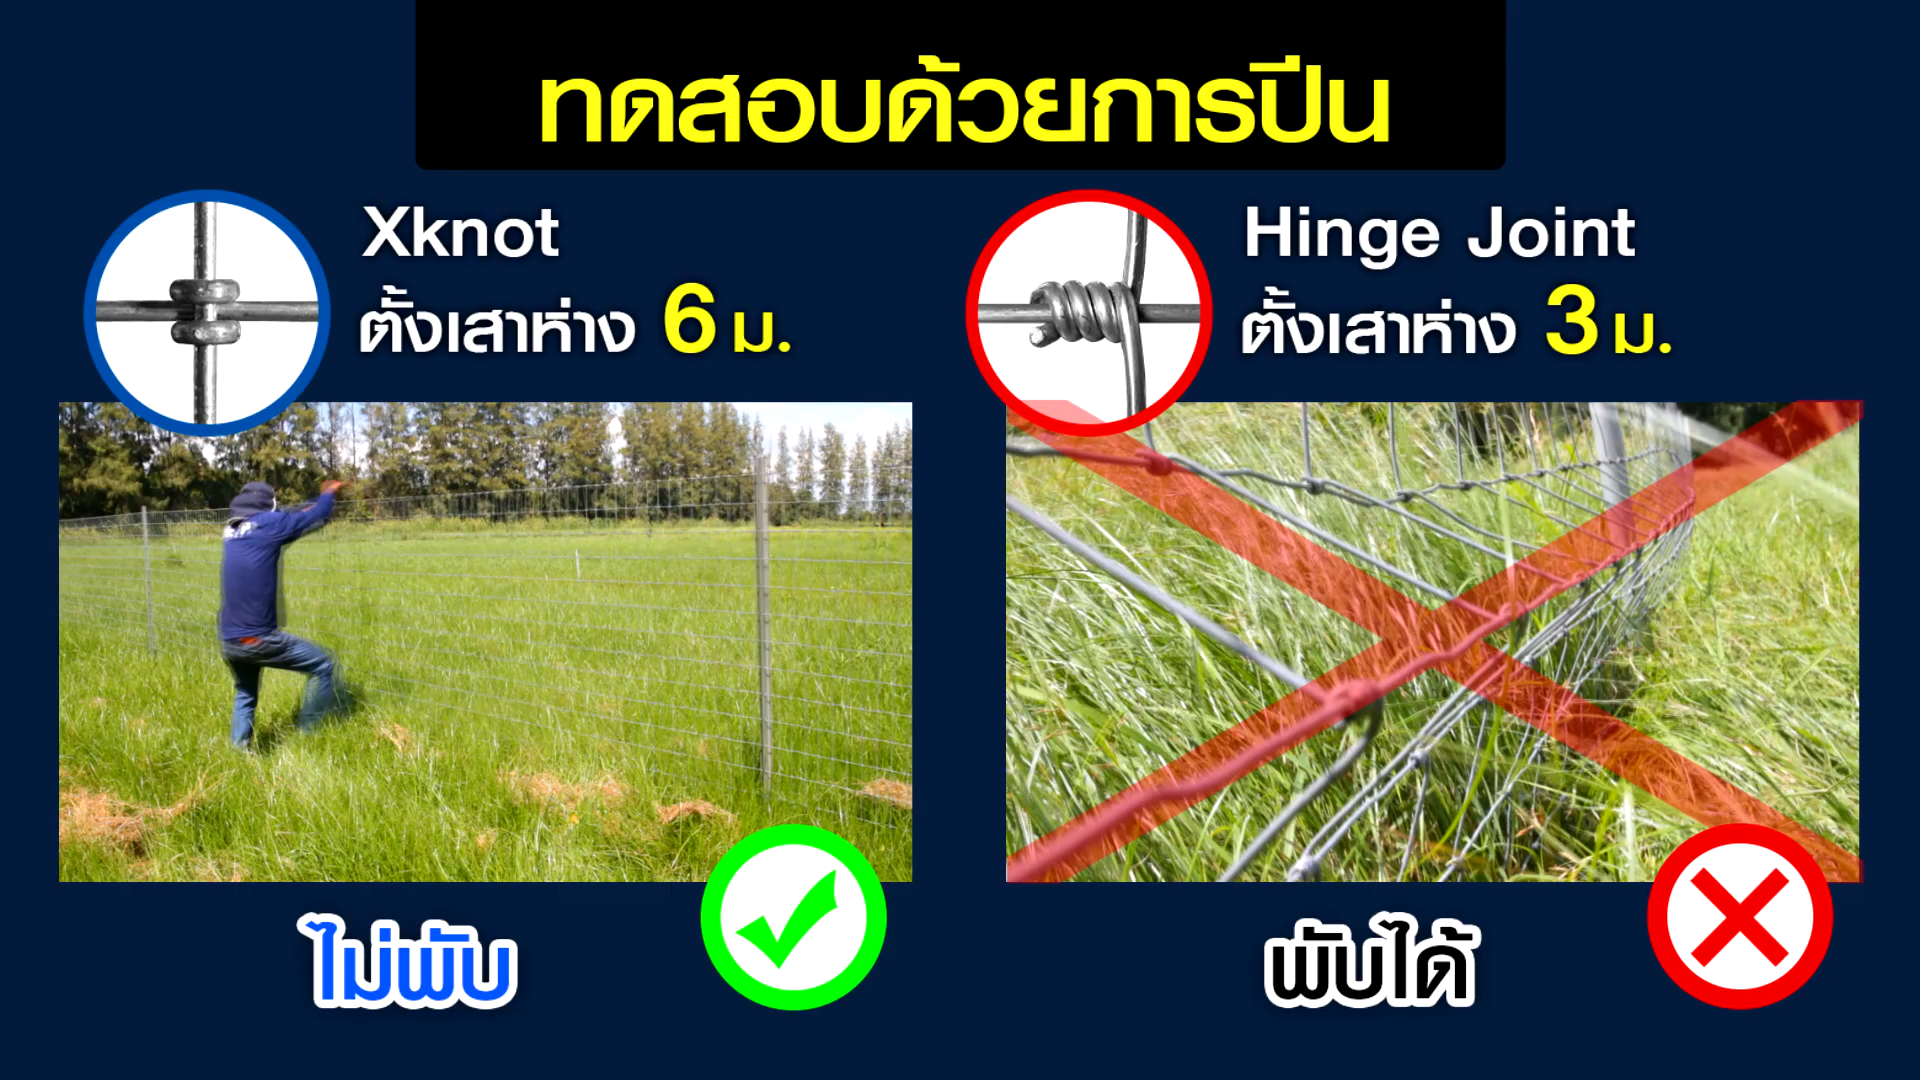 ทดสอบด้วยการปีน
Xknot
ตั้งเสาห่าง 6 ม.
Hinge Joint
ตั้งเสาห่าง 3 ม.
ไม่พับ
พับได้